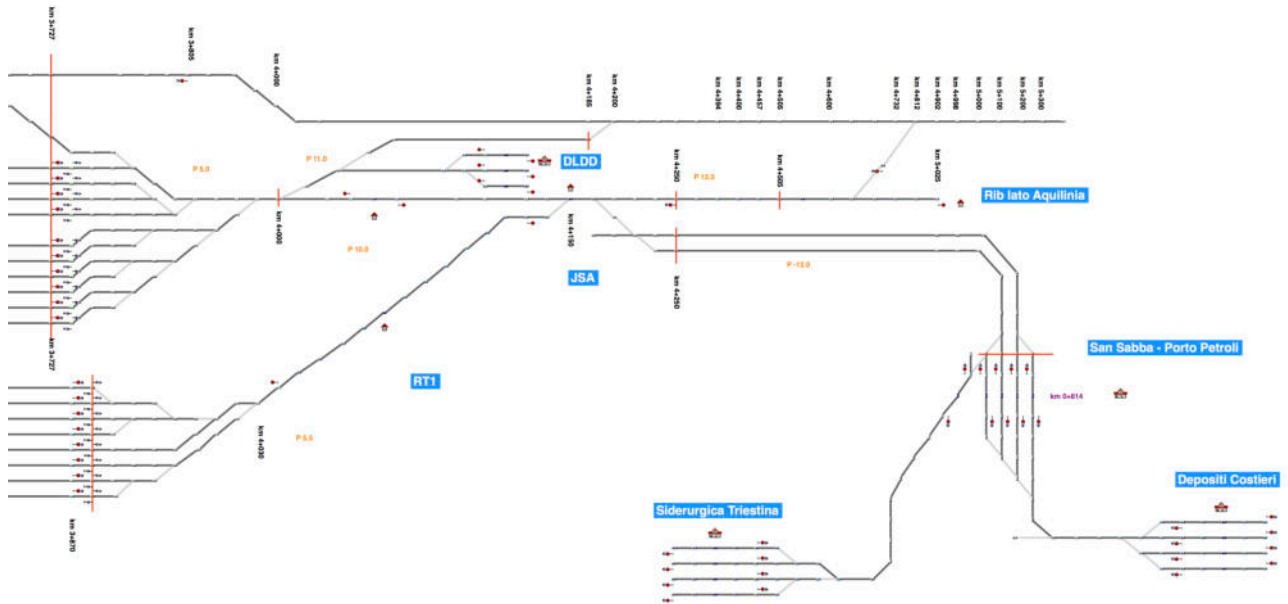 km 3+727
km 3+805
km 4+000
km 4+185
km 4+200
km 4+394
km 4+400
km 4+457
km 4+505
km 4+600
km 4+732
km 4+812
km 4+902
km 4+998
km 5+000
km 5+100
km 5+200
km 5+300
P 5.0
P 11.0
DLDD
km 4+250
P 13.0
km 4+505
km 5+025
Rib lato Aquilinia
km 4+000
km 4+150
P 10.0
JSA
km 4+250
P -13.0
km 3+727
San Sabba - Porto Petroli
RT1
km 0+814
P 5.5
km 4+030
Depositi Costieri
Siderurgica Triestina
km 3+870